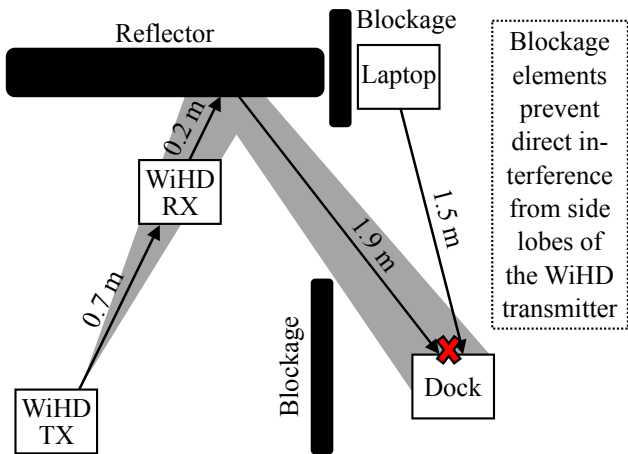 Reflector
Blockage
Laptop
0.2 m
WiHD
RX
0.7 m
1.9 m
1.5 m
Blockage
WiHD
TX
Dock
Blockage
elements
prevent
direct in-
terference
from side
lobes of
the WiHD
transmitter